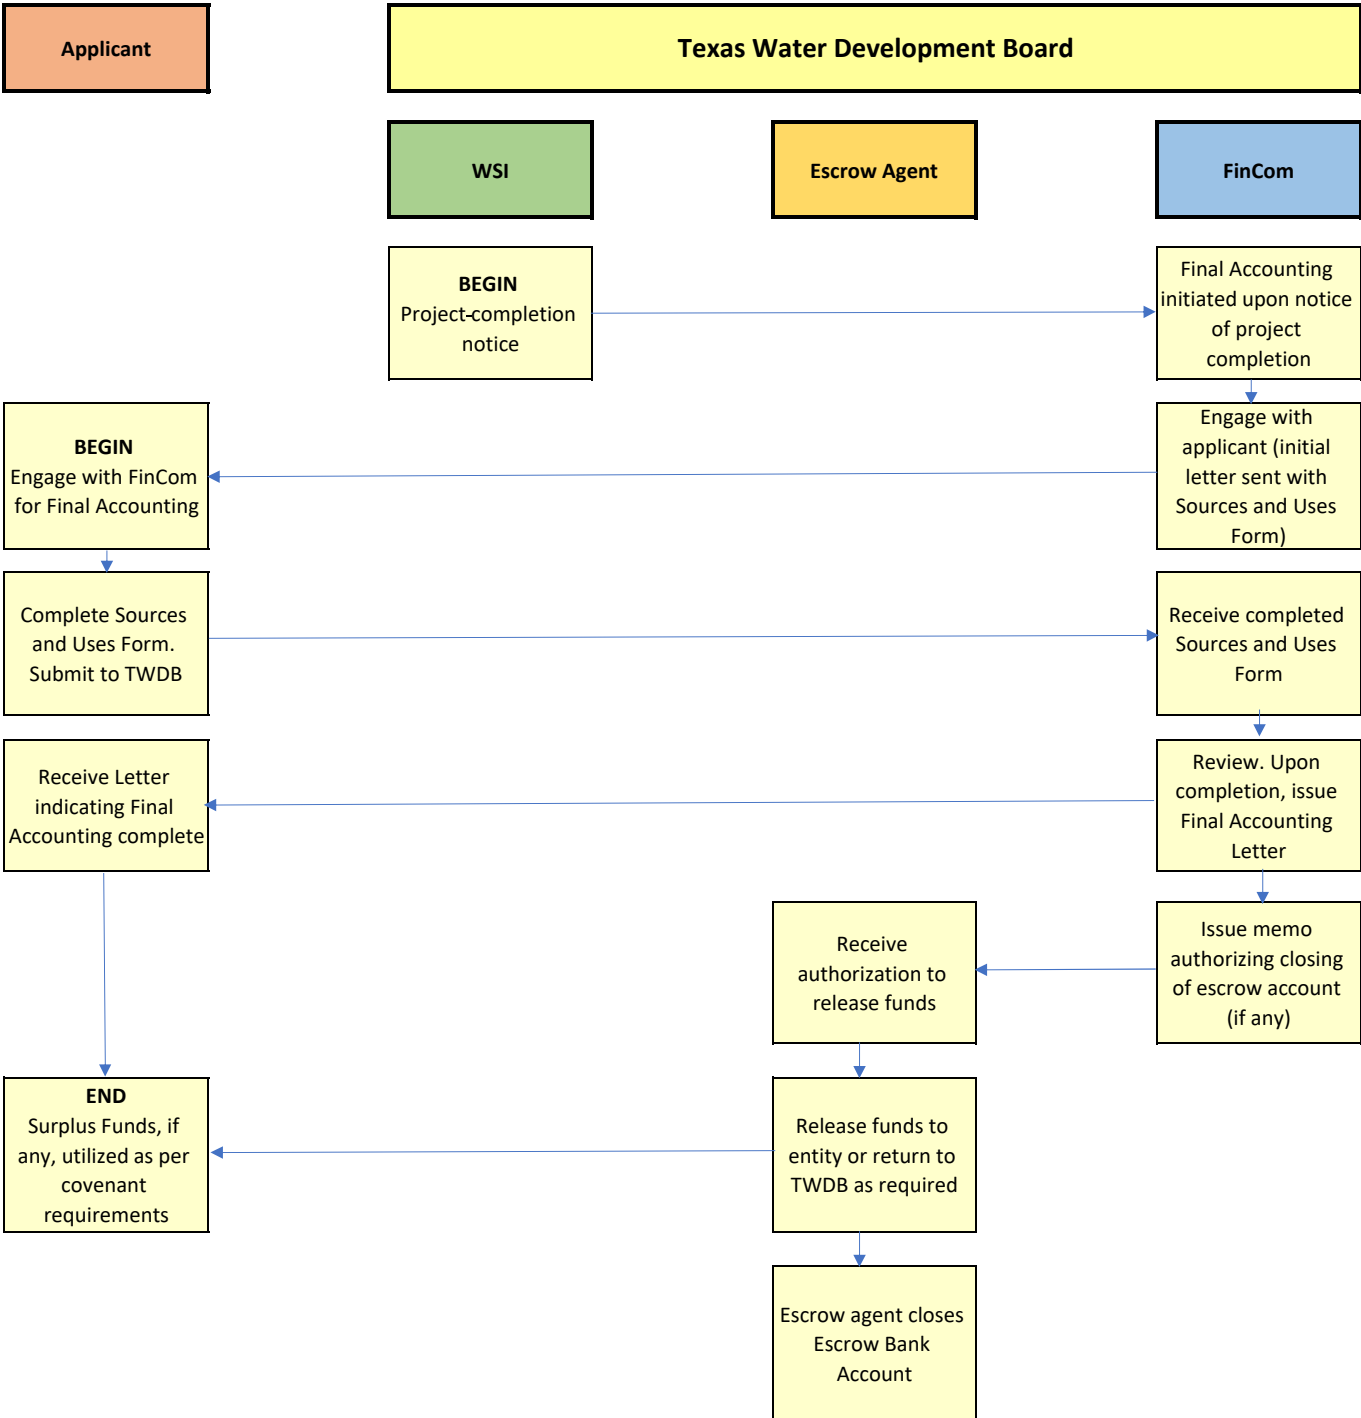 Applicant
Texas Water Development Board
WSI
Escrow Agent
FinCom
BEGIN
Project-completion
notice
Final Accounting
initiated upon notice
of project
completion
BEGIN
Engage with FinCom
for Final Accounting
Engage with
applicant (initial
letter sent with
Sources and Uses
Form)
Complete Sources
and Uses Form.
Submit to TWDB
Receive completed
Sources and Uses
Form
Receive Letter
indicating Final
Accounting complete
Review. Upon
completion, issue
Final Accounting
Letter
Receive
authorization to
release funds
Issue memo
authorizing closing
of escrow account
(if any)
END
Surplus Funds, if
any, utilized as per
covenant
requirements
Release funds to
entity or return to
TWDB as required
Escrow agent closes
Escrow Bank
Account